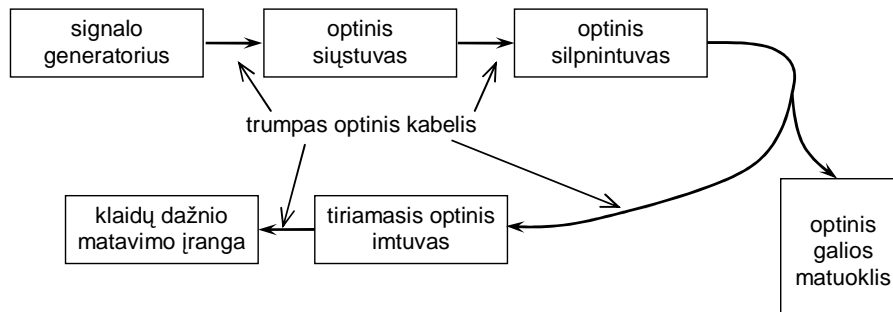 signalo
generatorius
optinis
siųstuvas
optinis
silpnintuvas
trumpas optinis kabelis
klaidų dažnio
matavimo įranga
tiriamasis optinis
imtuvas
optinis
galios
matuoklis